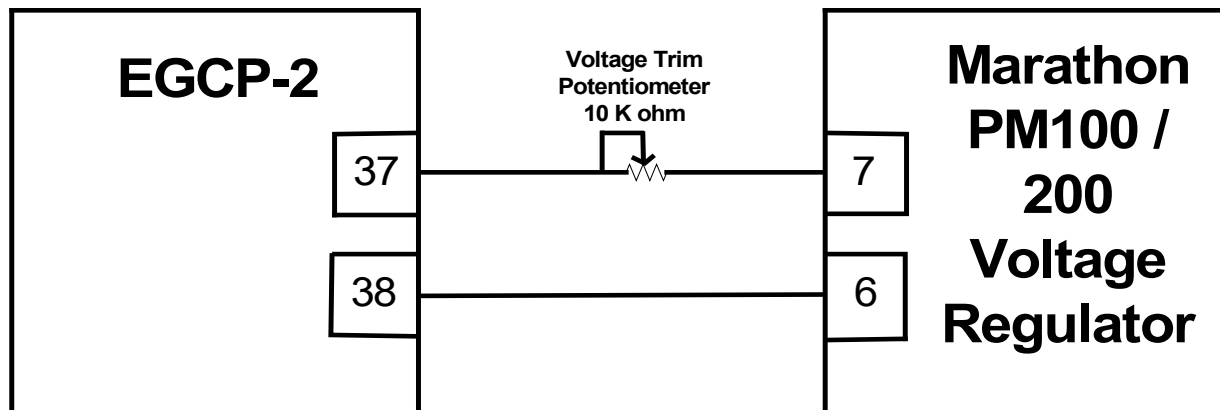 EGCP-2
37
38
Voltage Trim
Potentiometer
10 K ohm
7
6
Marathon
PM100 /
200
Voltage
Regulator